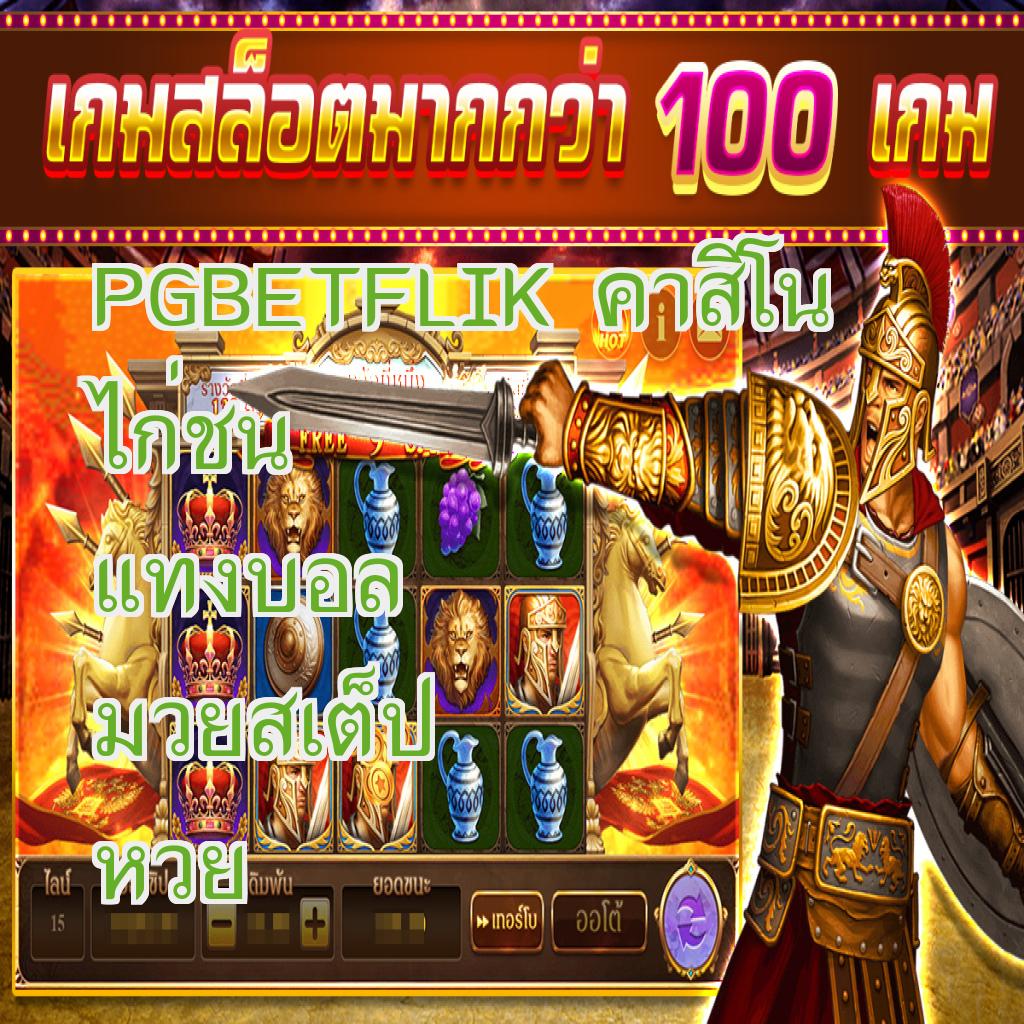 เกมสล็อตมากกว่า 100 เกม
PGBETFLIK คาสิโน
HOT i
ไก่ชน
FREE
แทงบอล
มวยสเต็ป
หวย
ไลน์ ยอดชนะ
15 เทอร์โบ ออโต้